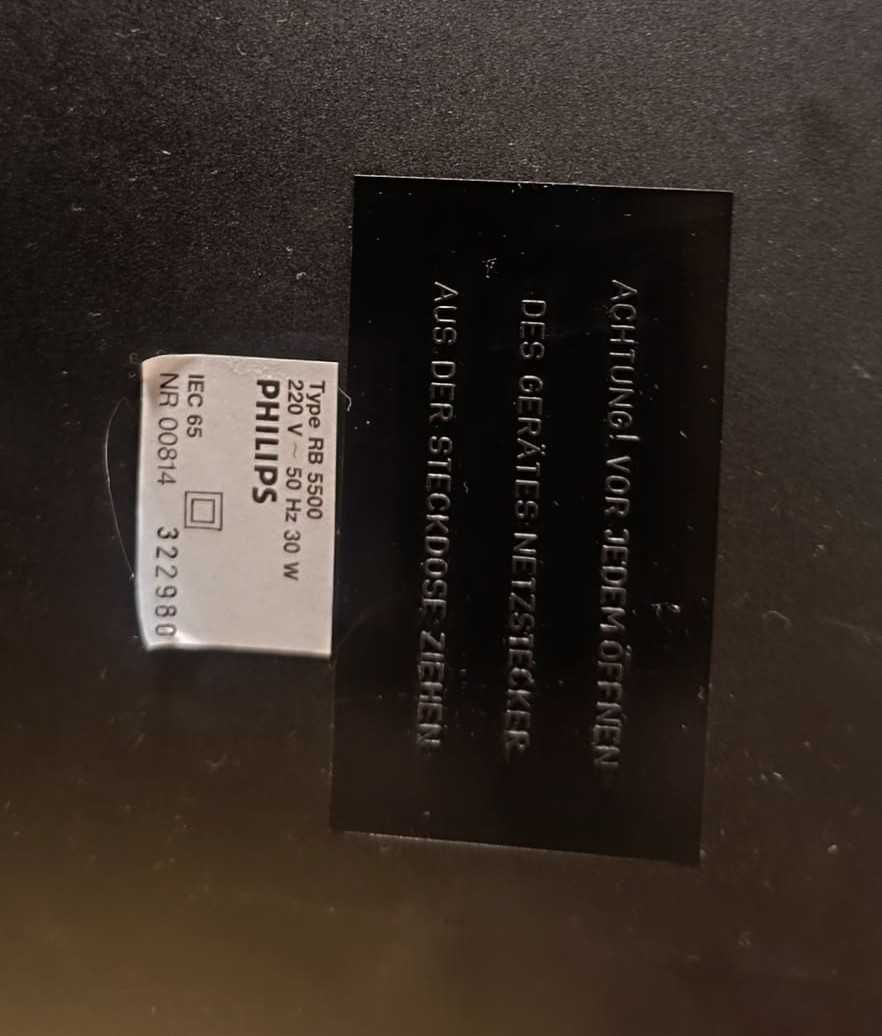 ACHTUNG! VOR JEDEM ÖFFNEN
DES GERÄTES NETZSTECKER
AUS DER STECKDOSE ZIEHEN
Type RB 5500
220 V ~ 50 Hz 30 W
PHILIPS
IEC 65
NR 00814 322980